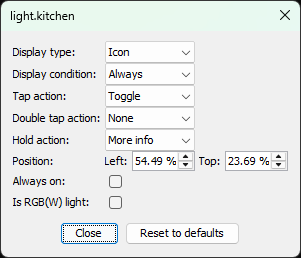 light.kitchen
Display type: Icon
Display condition: Always
Tap action: Toggle
Double tap action: None
Hold action: More info
Position: Left: 54.49 % Top: 23.69 %
Always on:
Is RGB(W) light:
Close Reset to defaults